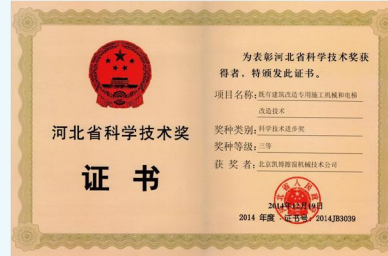 河北省科学技术奖
证书
为表彰河北省科学技术奖获
得者，特颁发此证书。
项目名称：既有建筑改造专用施工机械和电梯
改造技术
奖种类别：科学技术进步奖
奖种等级：三等
获奖者：北京凯博擦窗机械技术公司
2014年12月19日
2014 年度 证书号：2014JB3039